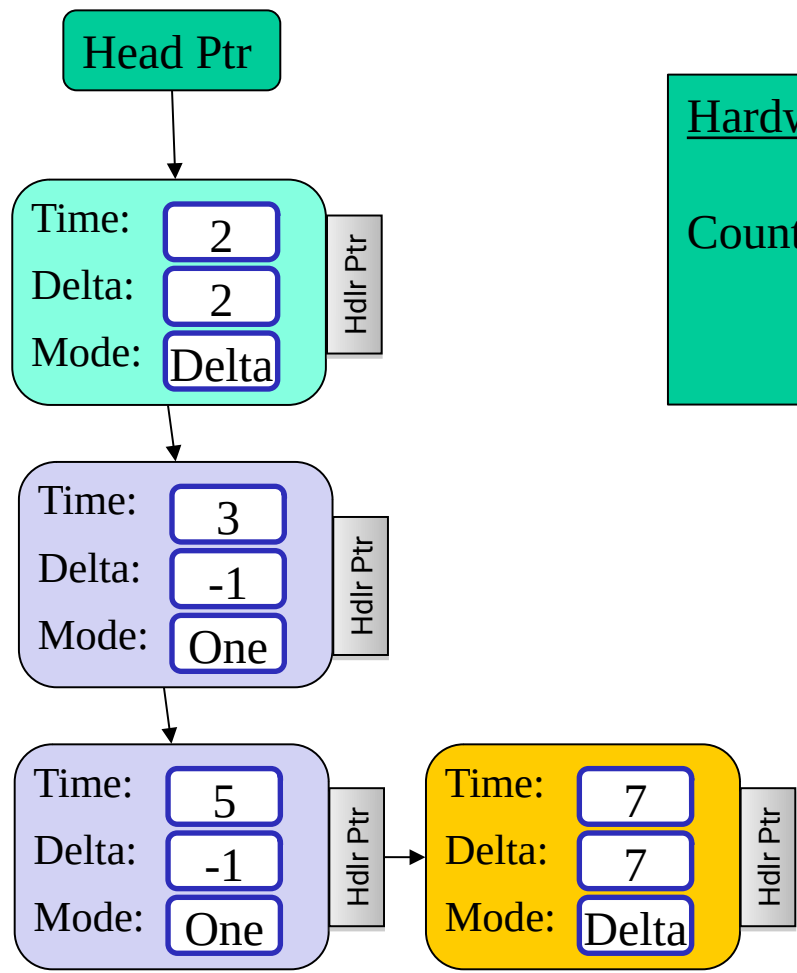 Head Ptr
Time: 2
Delta: 2
Mode: Delta
Hdlr Ptr
Time: 3
Delta: -1
Mode: One
Hdlr Ptr
Time: 5
Delta: -1
Mode: One
Hdlr Ptr
Time: 7
Delta: 7
Mode: Delta
Hdlr Ptr